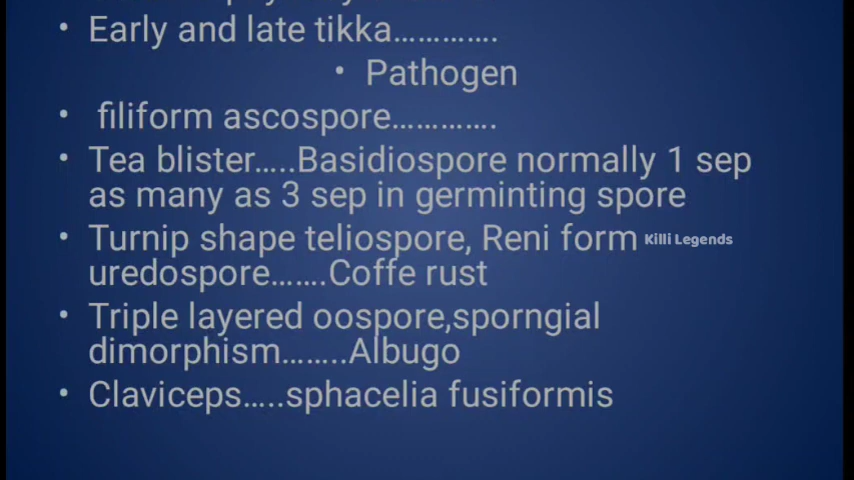 • Early and late tikka………….
• Pathogen
• filiform ascospore………….
• Tea blister…..Basidiospore normally 1 sep
as many as 3 sep in germinting spore
• Turnip shape teliospore, Reni form Killi Legends
uredospore…….Coffe rust
• Triple layered oospore,sporngial
dimorphism……..Albugo
• Claviceps…..sphacelia fusiformis